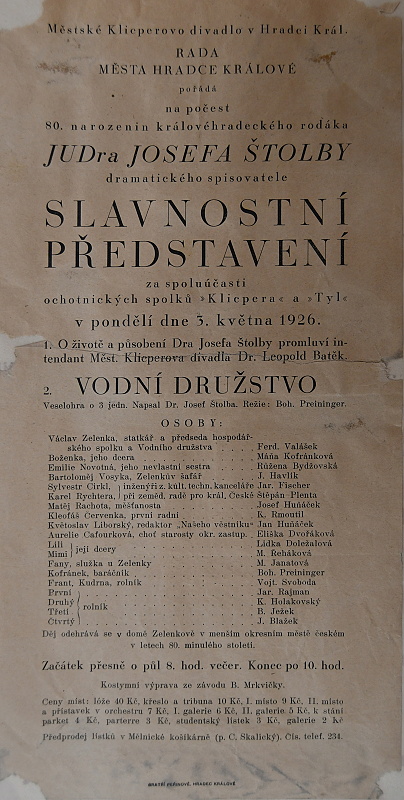 Městské Klicperovo divadlo v Hradci Král.
RADA
MĚSTA HRADCE KRÁLOVÉ
pořádá
na počest
80. narozenin královéhradeckého rodáka
JUDra JOSEFA ŠTOLBY
dramatického spisovatele
SLAVNOSTNÍ
PŘEDSTAVENÍ
za spoluúčasti
ochotnických spolků »Klicpera« a »Tyl«
v pondělí dne 3. května 1926.
1. O životě a působení Dra Josefa Štolby promluví in-
tendant Měst. Klicperova divadla Dr. Leopold Batěk.
2. VODNÍ DRUŽSTVO
Veselohra o 3 jedn. Napsal Dr. Josef Štolba. Režie: Boh. Preininger.
OSOBY:
Václav Zelenka, statkář a předseda hospodář-
ského spolku a Vodního družstva . . . . Ferd. Valášek
Boženka, jeho dcera . . . . Máňa Kofránková
Emilie Novotná, jeho nevlastní sestra . . . . Růžena Bydžovská
Bartoloměj Vosyka, Zelenkův šafář . . . . J. Havlík
Sylvestr Cirkl, } inženýři z. kult. techn. kanceláře Jar. Fischer
Karel Rychtera, } při zeměd. radě pro král. České Štěpán Plenta
Matěj Rachota, měšťanosta . . . . Josef Huňáček
Kleofáš Červenka, první radní . . . . K. Rmoutil
Květoslav Liborský, redaktor „Našeho věstníku“ Jan Huňáček
Aurelie Cafourková, choť starosty okr. zastup. . Eliška Dvořáková
Lili } její dcery . . . . Lidka Doležalová
Mimi } . . . . M. Řeháková
Fany, služka u Zelenky . . . . M. Janatová
Kofránek, baráčník . . . . Boh. Preininger
Frant. Kudrna, rolník . . . . Vojt. Svoboda
První } rolník . . . . Jar. Rajman
Druhý } . . . . K. Holakovský
Třetí } . . . . B. Ježek
Čtvrtý } . . . . J. Blažek
Děj odehrává se v domě Zelenkově v menším okresním městě českém
v letech 80. minulého století.
Začátek přesně o půl 8. hod. večer. Konec po 10. hod.
Kostymní výprava ze závodu B. Mrkvičky.
Ceny míst: lóže 40 Kč, křeslo a tribuna 10 Kč, I. místo 9 Kč, II. místo
a přístavek v orchestru 7 Kč, I. galerie 6 Kč, II. galerie 5 Kč, k stání
parket 4 Kč, parterre 3 Kč, studentský lístek 3 Kč, galerie 2 Kč
Předprodej lístků v Mělnické košíkárně (p. C. Skalický). Čís. telef. 234.
BRATŘÍ PEŘINOVÉ, HRADEC KRÁLOVÉ